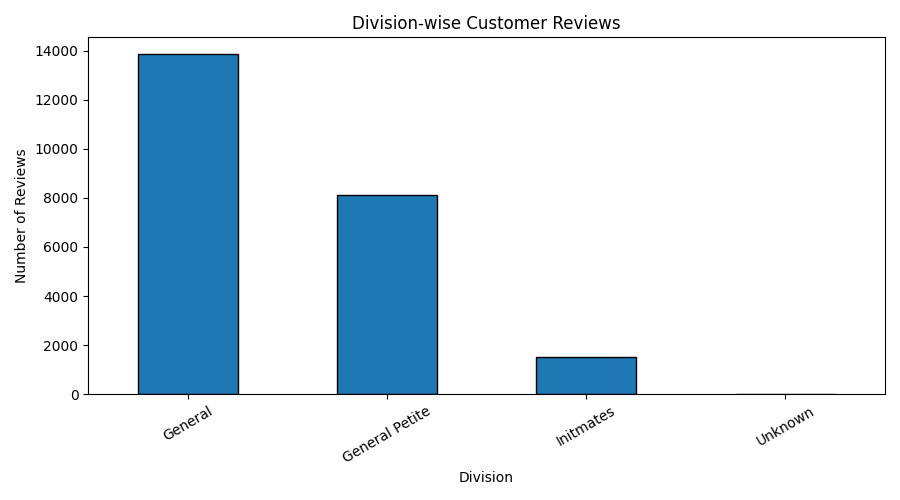 Division-wise Customer Reviews
14000
12000
10000
8000
6000
4000
2000
0
Number of Reviews
General
General Petite
Initmates
Unknown
Division